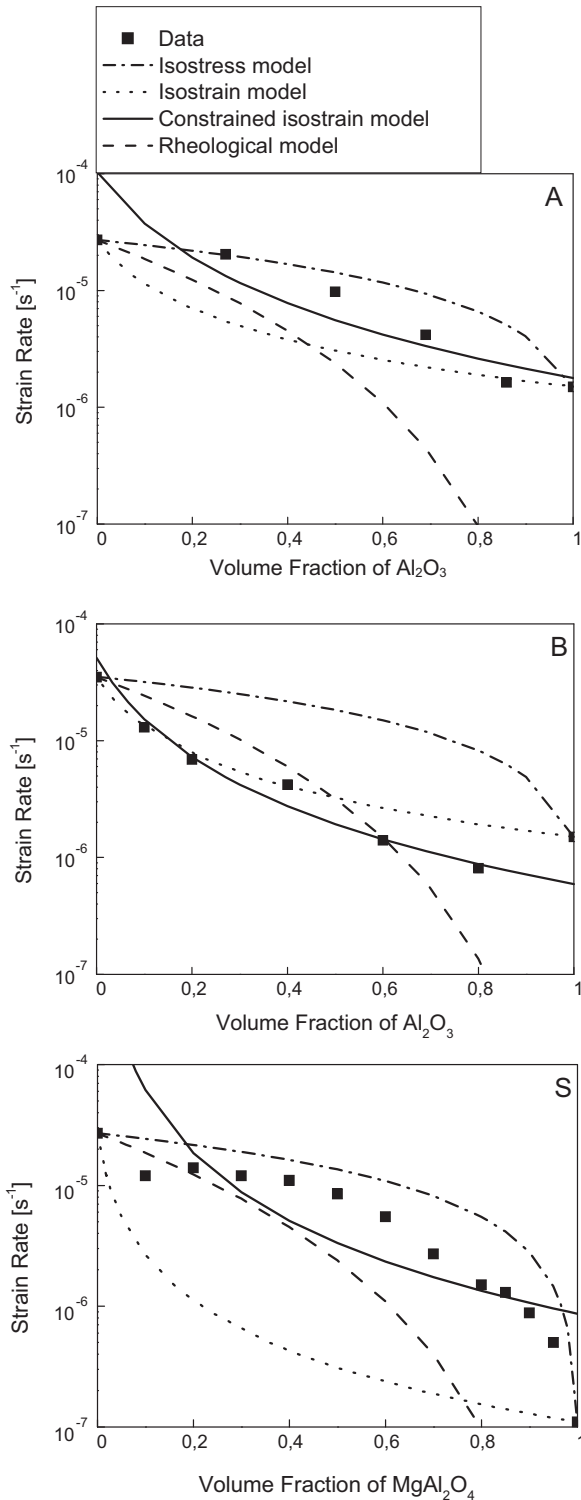 Data
Isostress model
Isostrain model
Constrained isostrain model
Rheological model
A
10⁻⁴
10⁻⁵
10⁻⁶
10⁻⁷
Strain Rate [s⁻¹]
0 0,2 0,4 0,6 0,8 1
Volume Fraction of Al₂O₃
B
10⁻⁴
10⁻⁵
10⁻⁶
10⁻⁷
Strain Rate [s⁻¹]
0 0,2 0,4 0,6 0,8 1
Volume Fraction of Al₂O₃
S
10⁻⁴
10⁻⁵
10⁻⁶
10⁻⁷
Strain Rate [s⁻¹]
0 0,2 0,4 0,6 0,8 1
Volume Fraction of MgAl₂O₄